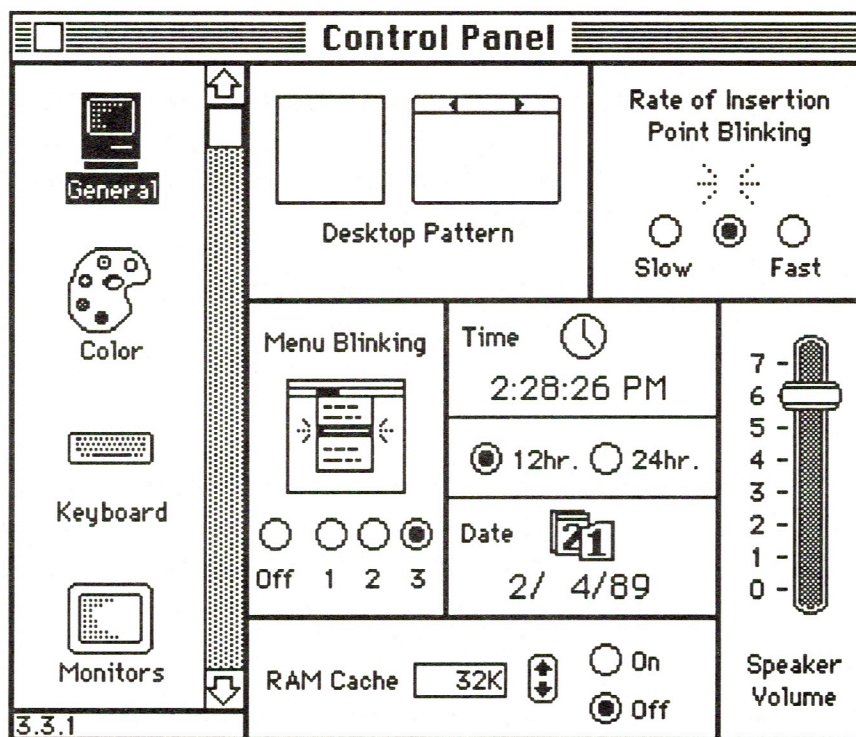 Control Panel
General
Color
Keyboard
Monitors
3.3.1
Desktop Pattern
Rate of Insertion
Point Blinking
Slow Fast
Menu Blinking
Off 1 2 3
Time
2:28:26 PM
12hr. 24hr.
Date
21
2/ 4/89
7
6
5
4
3
2
1
0
Speaker
Volume
RAM Cache 32K
On
Off